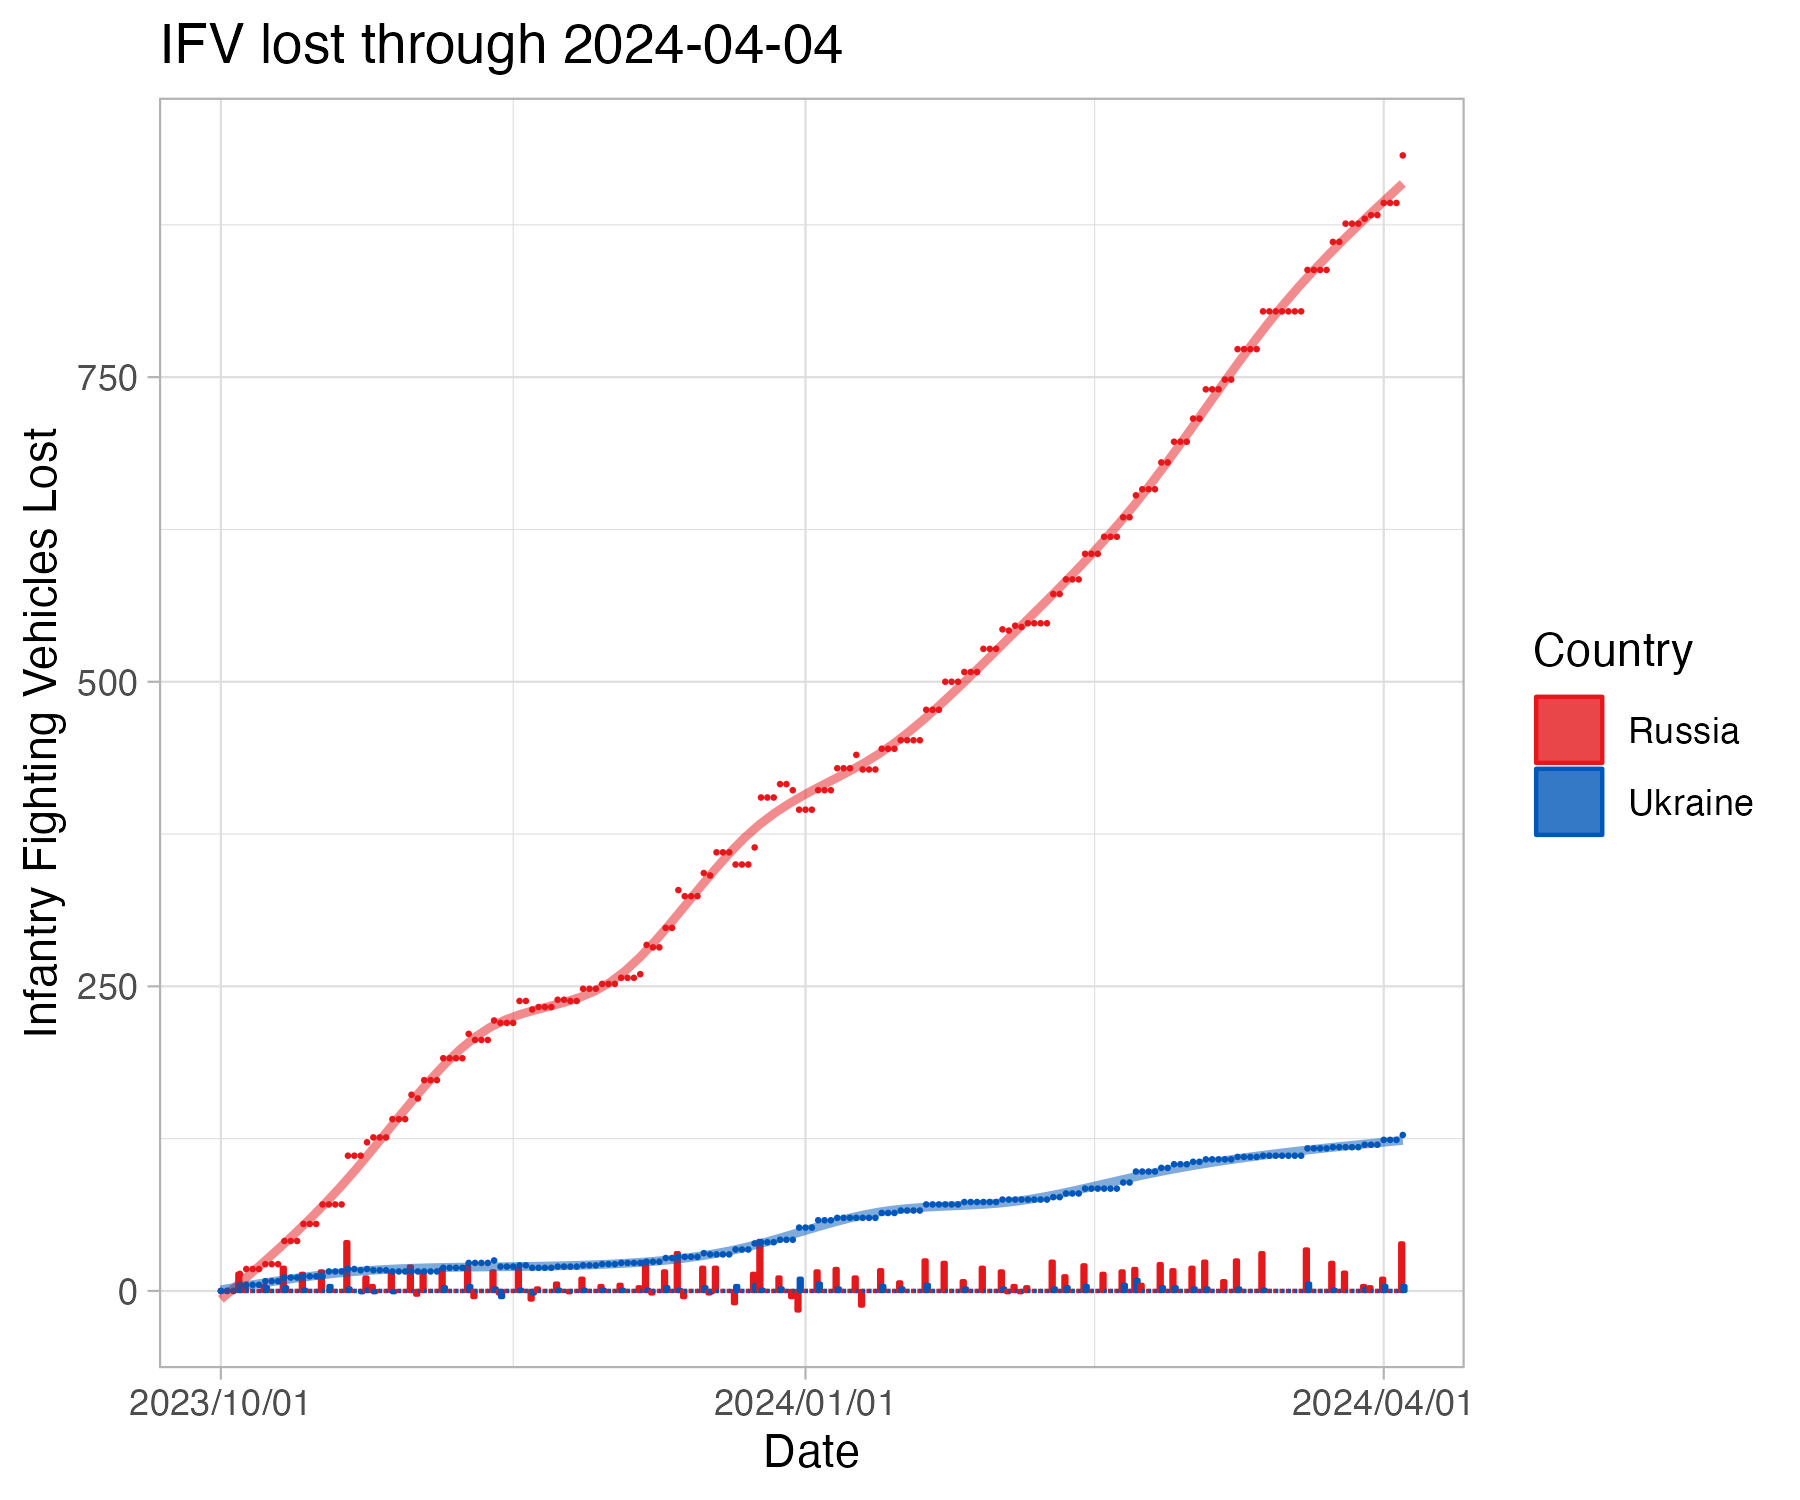 IFV lost through 2024-04-04
Infantry Fighting Vehicles Lost
750
500
250
0
2023/10/01
2024/01/01
2024/04/01
Date
Country
Russia
Ukraine